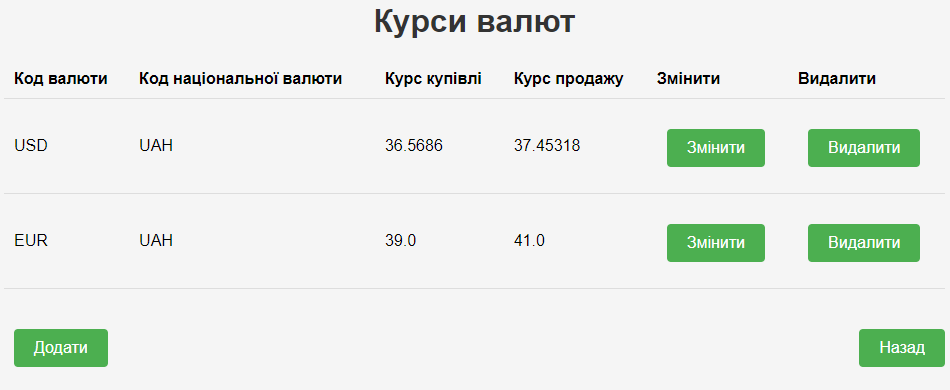 Курси валют
Код валюти Код національної валюти Курс купівлі Курс продажу Змінити Видалити
USD UAH 36.5686 37.45318 Змінити Видалити
EUR UAH 39.0 41.0 Змінити Видалити
Додати Назад